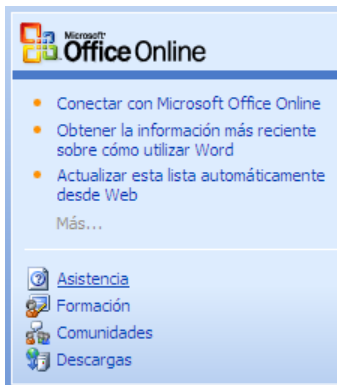 Microsoft
Office Online
Conectar con Microsoft Office Online
Obtener la información más reciente
sobre cómo utilizar Word
Actualizar esta lista automáticamente
desde Web
Más...
Asistencia
Formación
Comunidades
Descargas